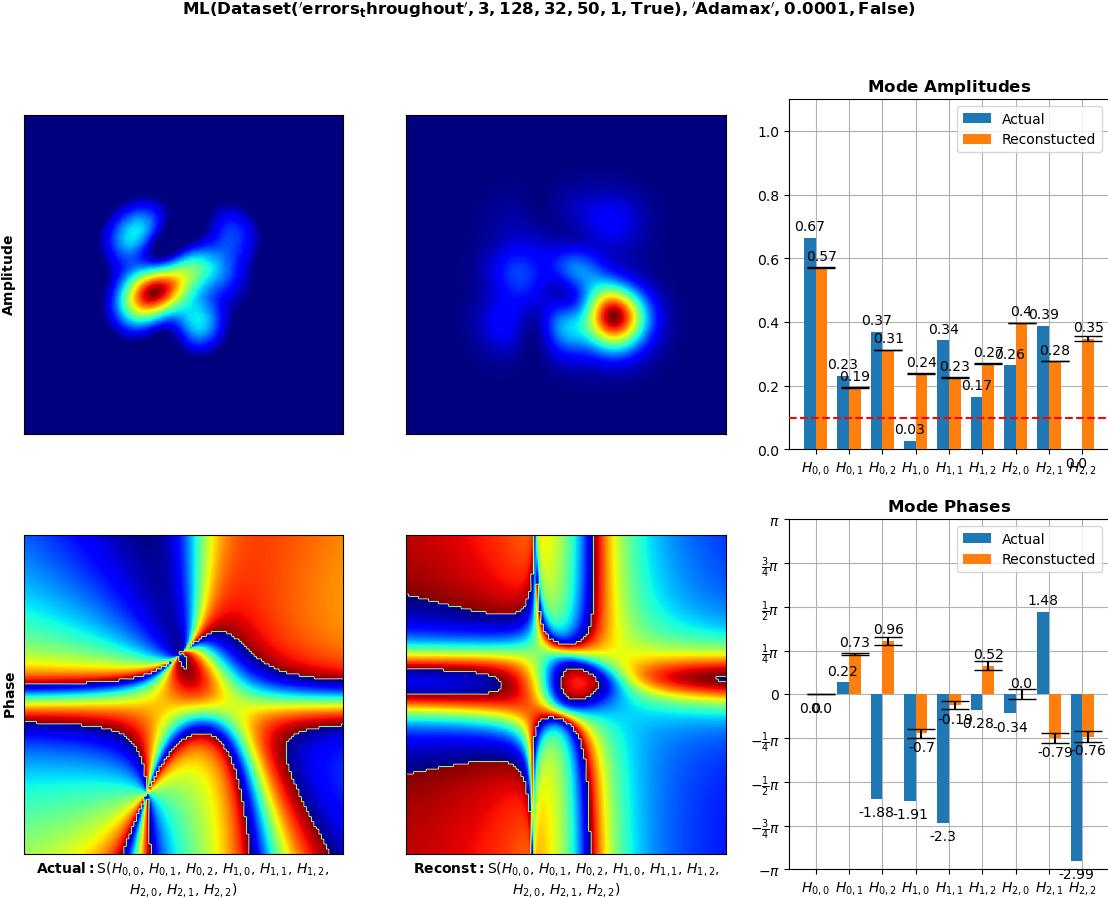 ML(Dataset('errors_throughout', 3, 128, 32, 50, 1, True), 'Adamax', 0.0001, False)
Amplitude
Mode Amplitudes
Actual
Reconstucted
1.0
0.8
0.6
0.4
0.2
0.0
0.67
0.57
0.23
0.19
0.37
0.31
0.03
0.24
0.34
0.23
0.17
0.27
0.26
0.4
0.39
0.28
0.0
0.35
H0,0 H0,1 H0,2 H1,0 H1,1 H1,2 H2,0 H2,1 H2,2
Phase
Actual: S(H0,0, H0,1, H0,2, H1,0, H1,1, H1,2,
H2,0, H2,1, H2,2)
Reconst: S(H0,0, H0,1, H0,2, H1,0, H1,1, H1,2,
H2,0, H2,1, H2,2)
Mode Phases
Actual
Reconstucted
π
3/4π
1/2π
1/4π
0
−1/4π
−1/2π
−3/4π
−π
0.0
0.0
0.22
0.73
-1.88
0.96
-1.91
-0.7
-2.3
-0.19
-0.28
0.52
-0.34
0.0
1.48
-0.79
-2.99
-0.76
H0,0 H0,1 H0,2 H1,0 H1,1 H1,2 H2,0 H2,1 H2,2